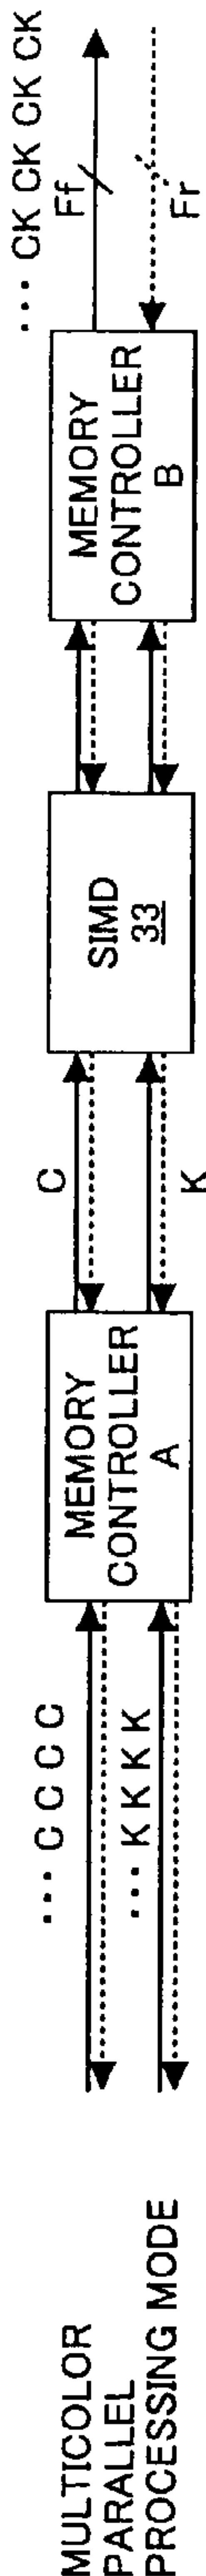 MULTICOLOR
PARALLEL
PROCESSING MODE
... C C C C
... K K K K
MEMORY
CONTROLLER
A
C
K
SIMD
33
MEMORY
CONTROLLER
B
... CK CK CK CK
Ff
Fr